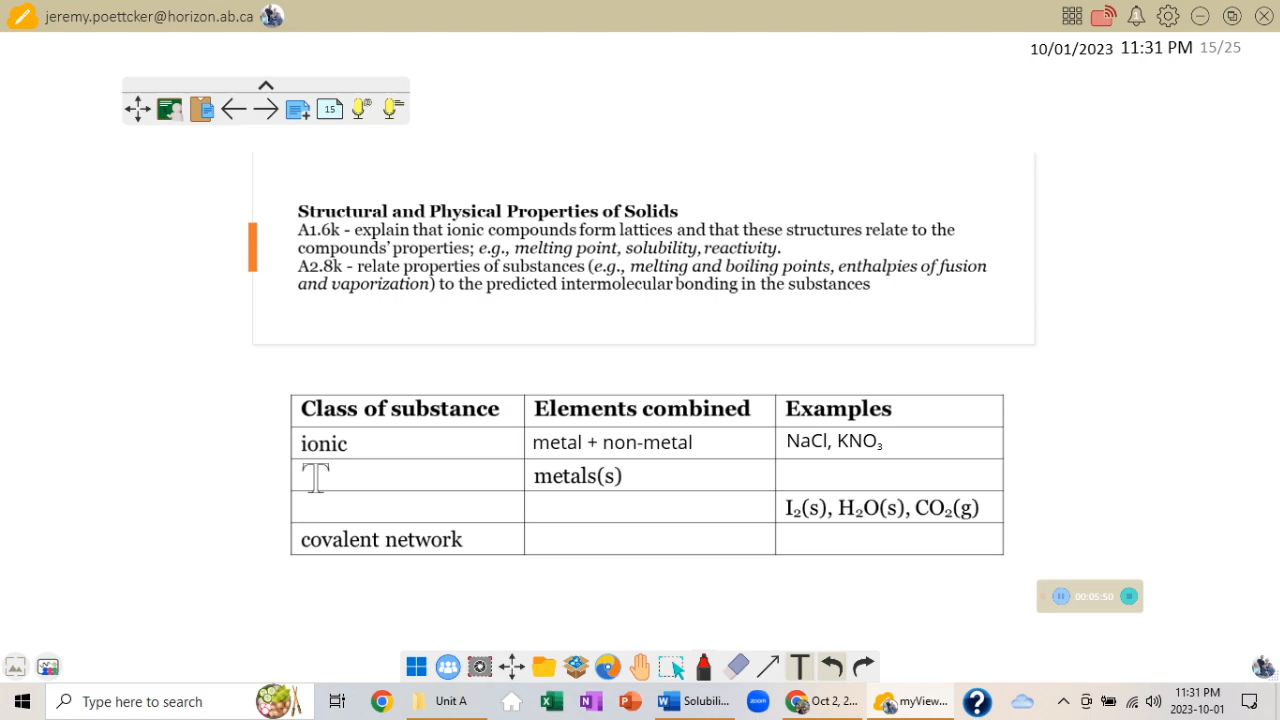 jeremy.poettcker@horizon.ab.ca
10/01/2023 11:31 PM 15/25
15
Structural and Physical Properties of Solids
A1.6k - explain that ionic compounds form lattices and that these structures relate to the
compounds' properties; e.g., melting point, solubility, reactivity.
A2.8k - relate properties of substances (e.g., melting and boiling points, enthalpies of fusion
and vaporization) to the predicted intermolecular bonding in the substances
Class of substance Elements combined Examples
ionic metal + non-metal NaCl, KNO₃
metals(s)
I₂(s), H₂O(s), CO₂(g)
covalent network
00:05:50
Type here to search Unit A Solubili... Oct 2, 2... myView... 11:31 PM
2023-10-01